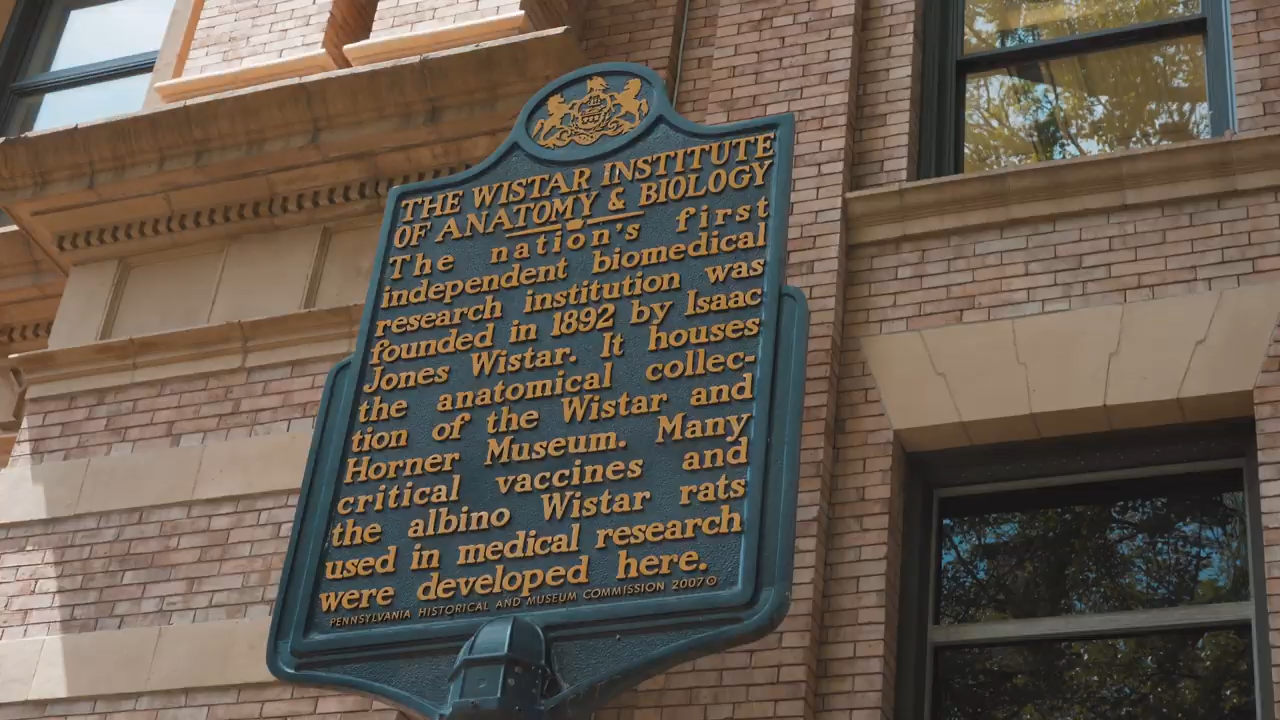 THE WISTAR INSTITUTE
OF ANATOMY & BIOLOGY
The nation's first
independent biomedical
research institution was
founded in 1892 by Isaac
Jones Wistar. It houses
the anatomical collec-
tion of the Wistar and
Horner Museum. Many
critical vaccines and
the albino Wistar rats
used in medical research
were developed here.
PENNSYLVANIA HISTORICAL AND MUSEUM COMMISSION 2007